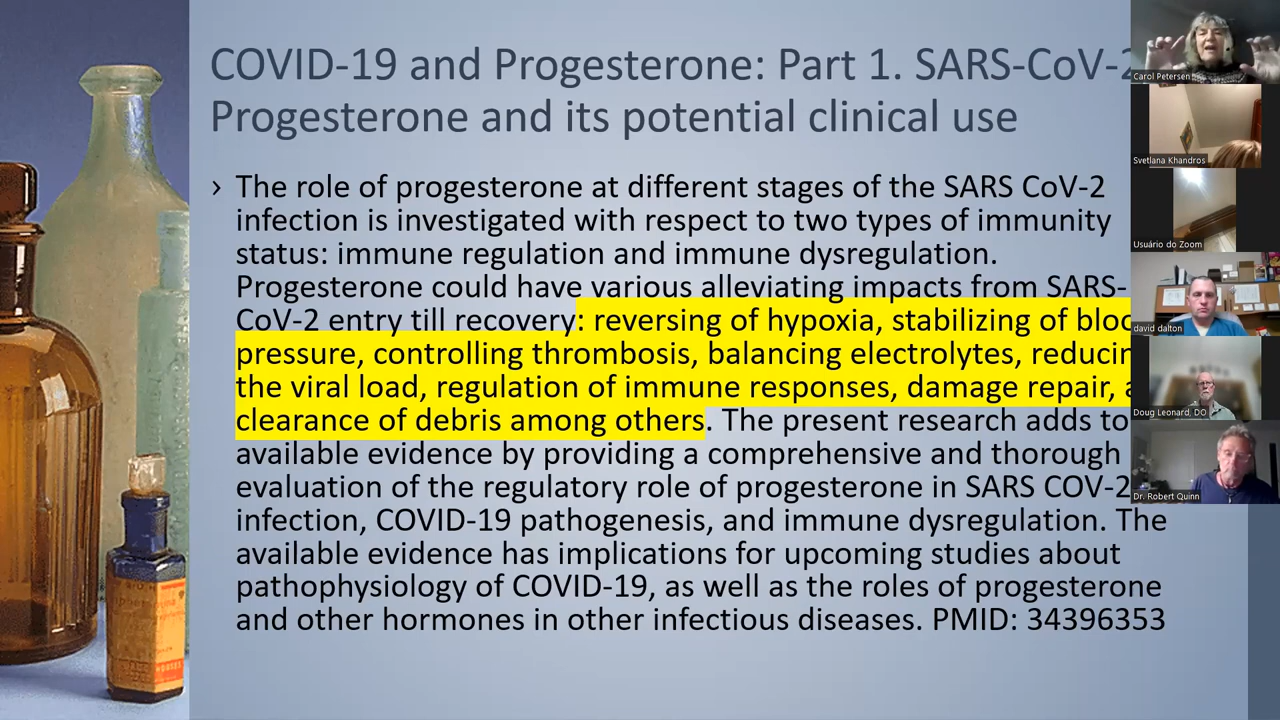 COVID-19 and Progesterone: Part 1. SARS-CoV-2
Progesterone and its potential clinical use
› The role of progesterone at different stages of the SARS CoV-2
infection is investigated with respect to two types of immunity
status: immune regulation and immune dysregulation.
Progesterone could have various alleviating impacts from SARS-
CoV-2 entry till recovery: reversing of hypoxia, stabilizing of
pressure, controlling thrombosis, balancing electrolytes,
the viral load, regulation of immune responses, damage repair,
clearance of debris among others. The present research adds to
available evidence by providing a comprehensive and thorough
evaluation of the regulatory role of progesterone in SARS COV-2
infection, COVID-19 pathogenesis, and immune dysregulation. The
available evidence has implications for upcoming studies about
pathophysiology of COVID-19, as well as the roles of progesterone
and other hormones in other infectious diseases. PMID: 34396353
Carol Petersen
Svetlana Khandros
Usuário do Zoom
david dalton
Doug Leonard, DO
Dr. Robert Quinn